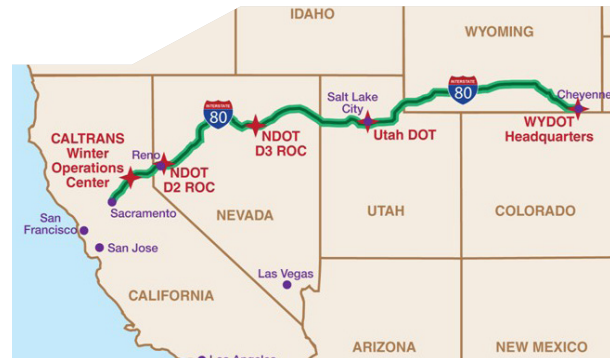 IDAHO
WYOMING
INTERSTATE
80
INTERSTATE
80
Salt Lake
City
Cheyenne
CALTRANS
Winter
Operations
Center
Reno
NDOT
D2 ROC
NDOT
D3 ROC
Utah DOT
WYDOT
Headquarters
Sacramento
San
Francisco
San Jose
NEVADA
UTAH
COLORADO
Las Vegas
CALIFORNIA
ARIZONA
NEW MEXICO
Los Angeles